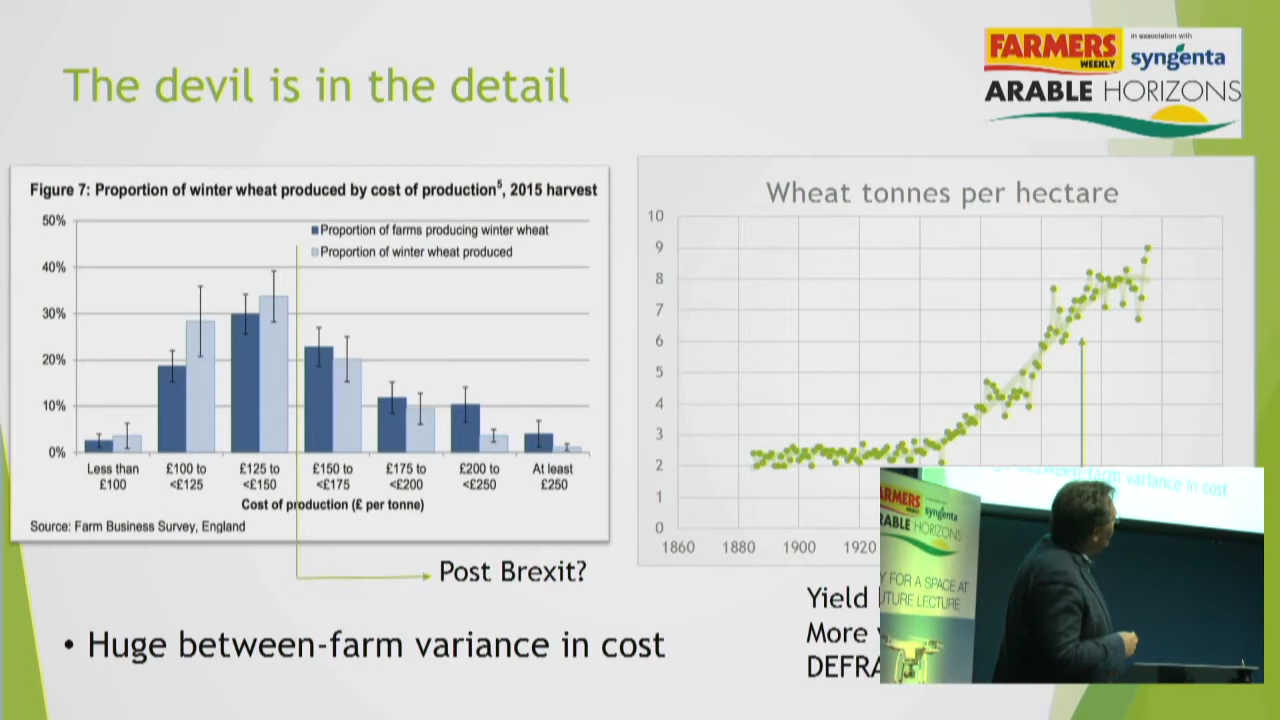 The devil is in the detail
FARMERS
WEEKLY
in association with
syngenta
ARABLE HORIZONS
Figure 7: Proportion of winter wheat produced by cost of production⁵, 2015 harvest
50%
40%
30%
20%
10%
0%
Proportion of farms producing winter wheat
Proportion of winter wheat produced
Less than £100
£100 to <£125
£125 to <£150
£150 to <£175
£175 to <£200
£200 to <£250
At least £250
Cost of production (£ per tonne)
Source: Farm Business Survey, England
Post Brexit?
• Huge between-farm variance in cost
Wheat tonnes per hectare
10
9
8
7
6
5
4
3
2
1
0
1860 1880 1900 1920
Yield
More
DEFRA
between-farm variance in cost
FARMERS
syngenta
ARABLE HORIZONS
Y FOR A SPACE AT
UTURE LECTURE